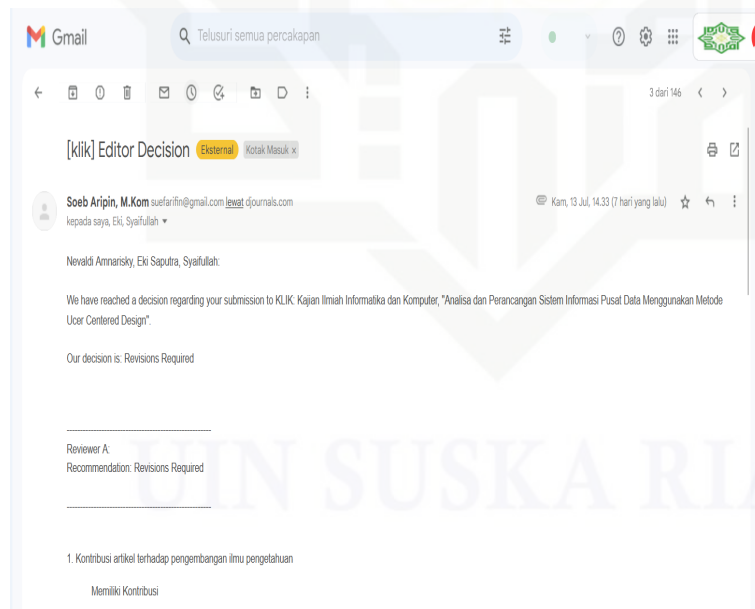 Gmail
Telusuri semua percakapan
3 dari 146
[klik] Editor Decision Eksternal Kotak Masuk x
Soeb Aripin, M.Kom suefarifin@gmail.com lewat djournals.com
Kam, 13 Jul, 14.33 (7 hari yang lalu)
kepada saya, Eki, Syaifullah
Nevaldi Amnarisky, Eki Saputra, Syaifullah:
We have reached a decision regarding your submission to KLIK: Kajian Ilmiah Informatika dan Komputer, "Analisa dan Perancangan Sistem Informasi Pusat Data Menggunakan Metode
Ucer Centered Design".
Our decision is: Revisions Required
------------------------------------------------------
Reviewer A:
Recommendation: Revisions Required
------------------------------------------------------
UIN SUSKA RIA
1. Kontribusi artikel terhadap pengembangan ilmu pengetahuan
Memiliki Kontribusi